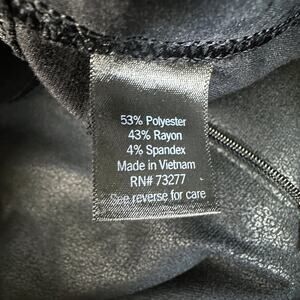 53% Polyester
43% Rayon
4% Spandex
Made in Vietnam
RN# 73277
See reverse for care